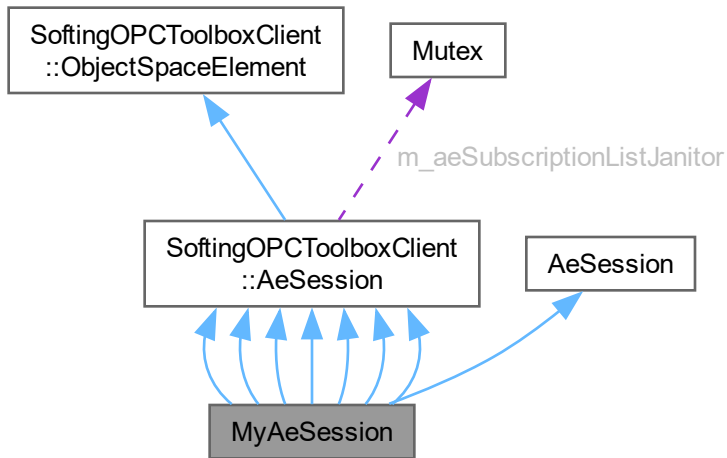 SoftingOPCToolboxClient
::ObjectSpaceElement
Mutex
m_aeSubscriptionListJanitor
SoftingOPCToolboxClient
::AeSession
AeSession
MyAeSession